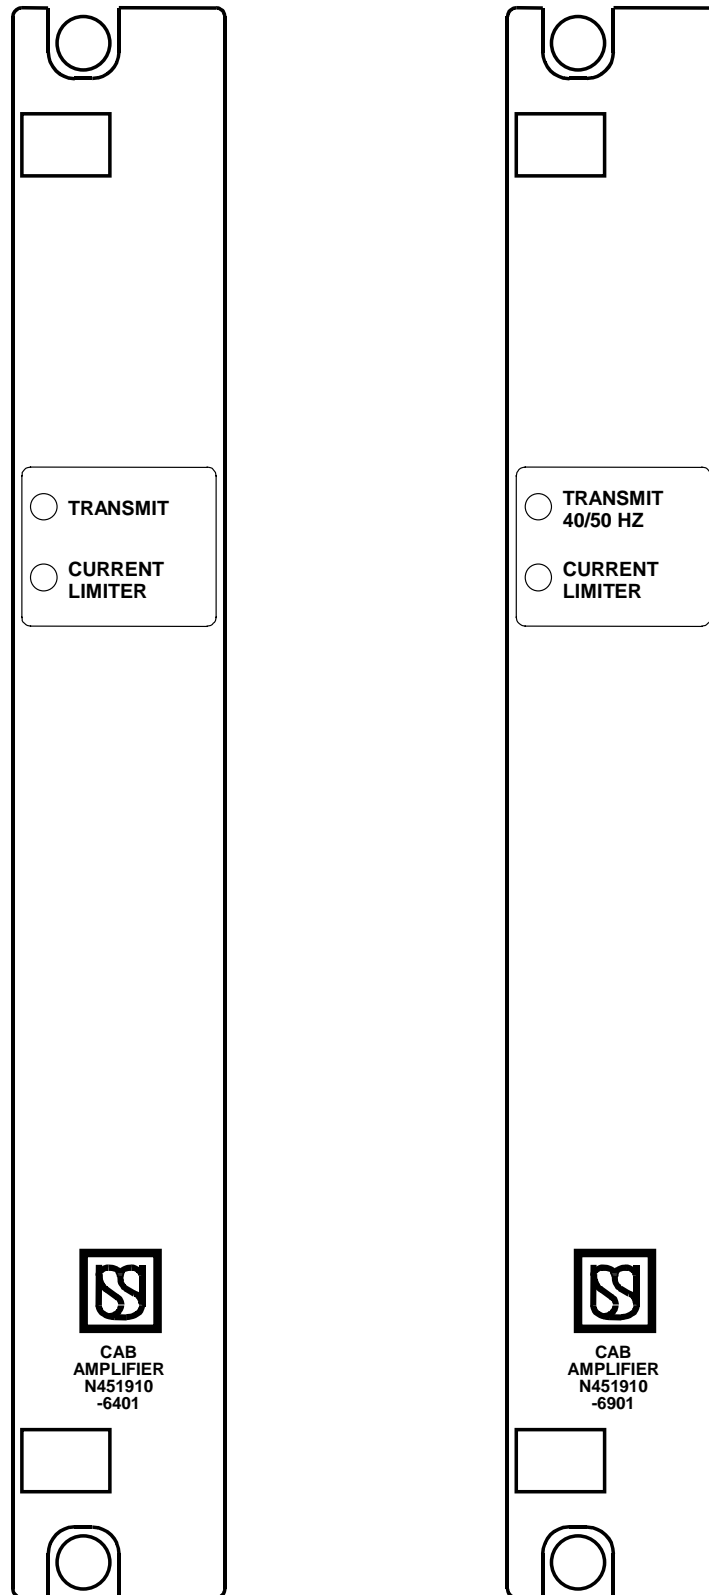 TRANSMIT
CURRENT
LIMITER
CAB
AMPLIFIER
N451910
-6401
TRANSMIT
40/50 HZ
CURRENT
LIMITER
CAB
AMPLIFIER
N451910
-6901